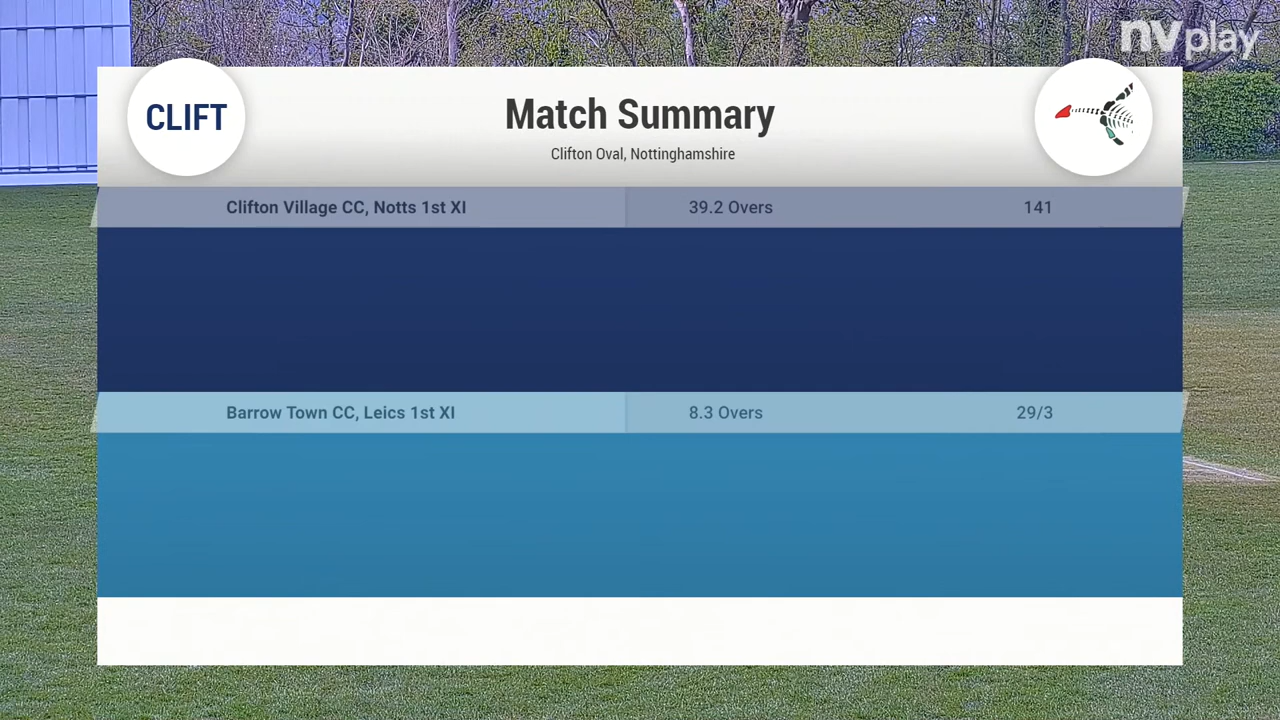 nvplay
CLIFT
Match Summary
Clifton Oval, Nottinghamshire
Clifton Village CC, Notts 1st XI 39.2 Overs 141
Barrow Town CC, Leics 1st XI 8.3 Overs 29/3